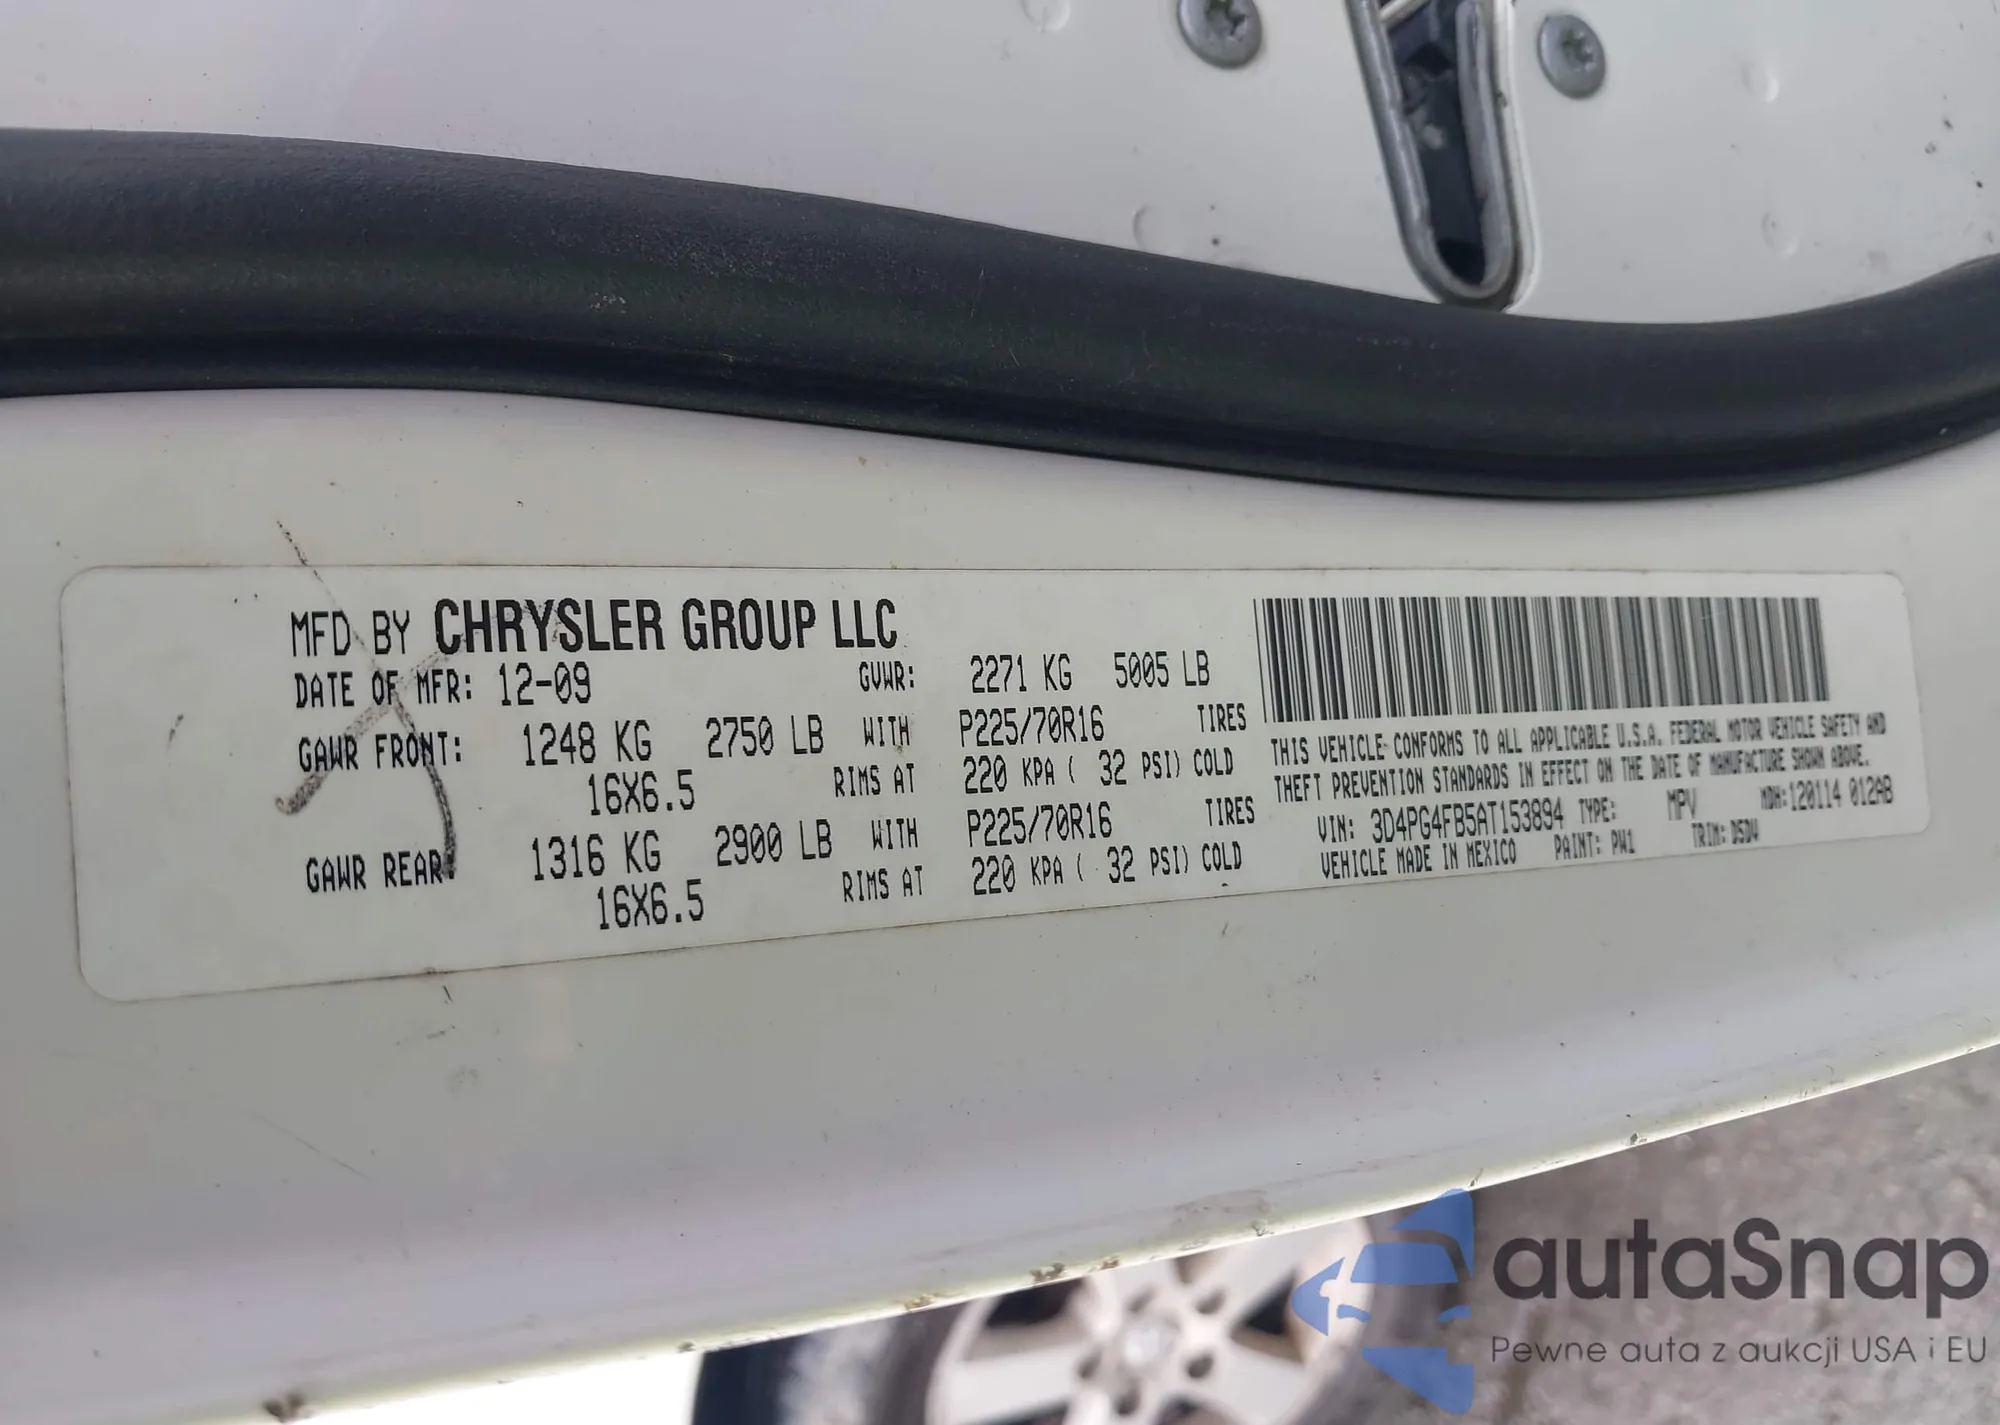 MFD BY CHRYSLER GROUP LLC
DATE OF MFR: 12-09 GVWR: 2271 KG 5005 LB
GAWR FRONT: 1248 KG 2750 LB WITH P225/70R16 TIRES
16X6.5 RIMS AT 220 KPA ( 32 PSI) COLD
GAWR REAR: 1316 KG 2900 LB WITH P225/70R16 TIRES
16X6.5 RIMS AT 220 KPA ( 32 PSI) COLD
THIS VEHICLE CONFORMS TO ALL APPLICABLE U.S.A. FEDERAL MOTOR VEHICLE SAFETY AND
THEFT PREVENTION STANDARDS IN EFFECT ON THE DATE OF MANUFACTURE SHOWN ABOVE.
VIN: 3D4PG4FB5AT153894 TYPE: MPV MDH:120114 012AB
VEHICLE MADE IN MEXICO PAINT: PW1 TRIM: D5DV
autaSnap
Pewne auta z aukcji USA i EU